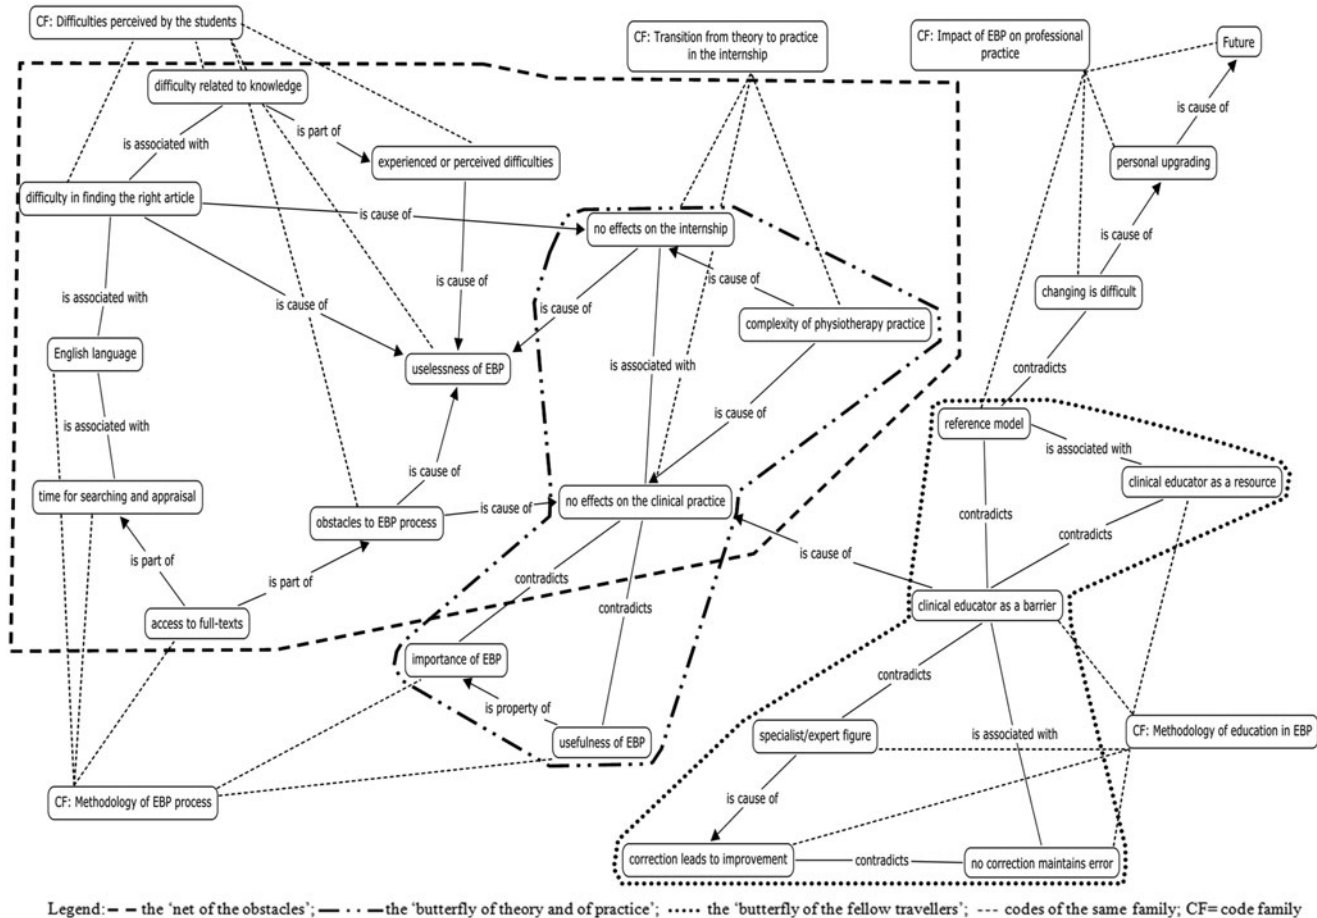 CF: Difficulties perceived by the students
CF: Transition from theory to practice
in the internship
CF: Impact of EBP on professional
practice
Future
difficulty related to knowledge
is cause of
is part of
is associated with
experienced or perceived difficulties
personal upgrading
difficulty in finding the right article
is cause of
no effects on the internship
is cause of
is cause of
is cause of
changing is difficult
is associated with
is cause of
is cause of
complexity of physiotherapy practice
English language
uselessness of EBP
is associated with
contradicts
is cause of
reference model
is associated with
is associated with
is cause of
clinical educator as a resource
time for searching and appraisal
no effects on the clinical practice
obstacles to EBP process
is cause of
contradicts
contradicts
is cause of
is part of
is part of
contradicts
contradicts
clinical educator as a barrier
access to full-texts
importance of EBP
contradicts
is property of
usefulness of EBP
specialist/expert figure
is associated with
CF: Methodology of education in EBP
CF: Methodology of EBP process
is cause of
correction leads to improvement
contradicts
no correction maintains error
Legend: the 'net of the obstacles'; the 'butterfly of theory and of practice'; the 'butterfly of the fellow travellers'; codes of the same family; CF= code family